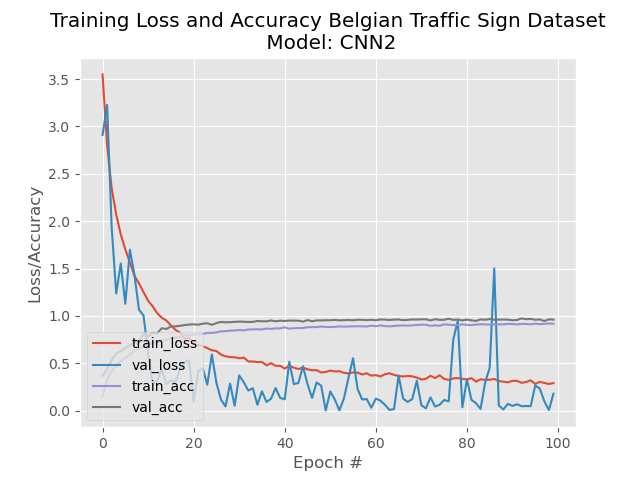 Training Loss and Accuracy Belgian Traffic Sign Dataset
Model: CNN2
Loss/Accuracy
3.5
3.0
2.5
2.0
1.5
1.0
0.5
0.0
train_loss
val_loss
train_acc
val_acc
0 20 40 60 80 100
Epoch #